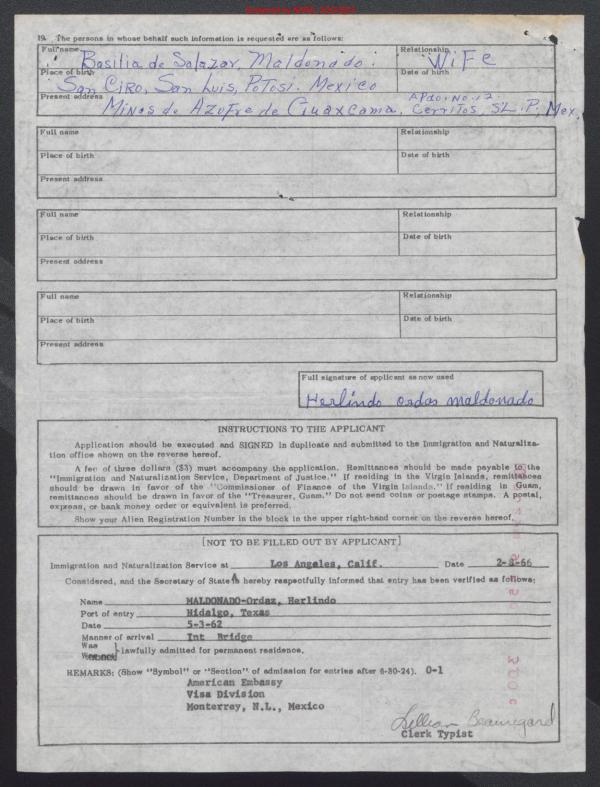 19. The persons in whose behalf such information is requested are as follows:
Full name Basilia de Salazar, Maldonado. Relationship WiFe
Place of birth San CiRo, San Luis, PoTosi. Mexico Date of birth
Present address Minas de Azufre de Guaxcama. APdo. No. 12. Cerritos, S.L.P. Mex.
Full name Relationship
Place of birth Date of birth
Present address
Full name Relationship
Place of birth Date of birth
Present address
Full name Relationship
Place of birth Date of birth
Present address
Full signature of applicant as now used
Herlindo ordas maldonado
INSTRUCTIONS TO THE APPLICANT
Application should be executed and SIGNED in duplicate and submitted to the Immigration and Naturaliza-
tion office shown on the reverse hereof.
A fee of three dollars ($3) must accompany the application. Remittances should be made payable to the
"Immigration and Naturalization Service, Department of Justice." If residing in the Virgin Islands, remittances
should be drawn in favor of the "Commissioner of Finance of the Virgin Islands." If residing in Guam,
remittances should be drawn in favor of the "Treasurer, Guam." Do not send coins or postage stamps. A postal,
express, or bank money order or equivalent is preferred.
Show your Alien Registration Number in the block in the upper right-hand corner on the reverse hereof.
[NOT TO BE FILLED OUT BY APPLICANT]
Immigration and Naturalization Service at Los Angeles, Calif. Date 2-8-66
Considered, and the Secretary of State is hereby respectfully informed that entry has been verified as follows:
Name MALDONADO-Ordaz, Herlindo
Port of entry Hidalgo, Texas
Date 5-3-62
Manner of arrival Int Bridge
Was
Was not } lawfully admitted for permanent residence.
REMARKS: (Show "Symbol" or "Section" of admission for entries after 6-30-24). O-1
American Embassy
Visa Division
Monterrey, N.L., Mexico
Lillian Beauregard
Clerk Typist